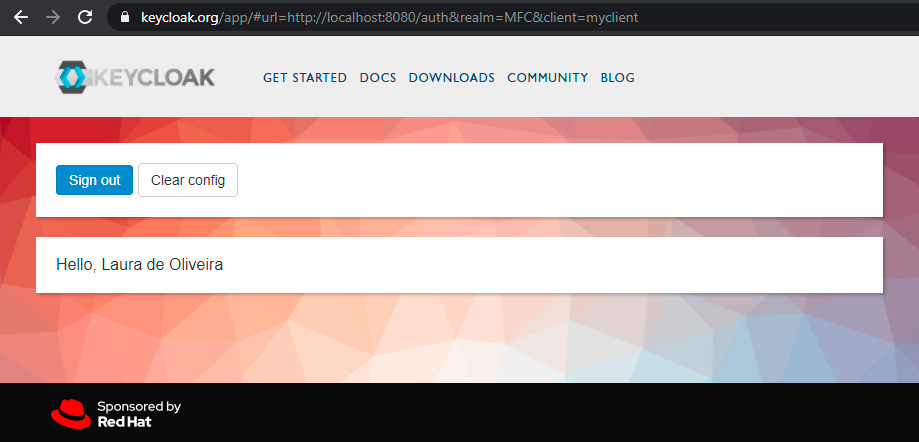 keycloak.org/app/#url=http://localhost:8080/auth&realm=MFC&client=myclient
KEYCLOAK
GET STARTED DOCS DOWNLOADS COMMUNITY BLOG
Sign out Clear config
Hello, Laura de Oliveira
Sponsored by
Red Hat